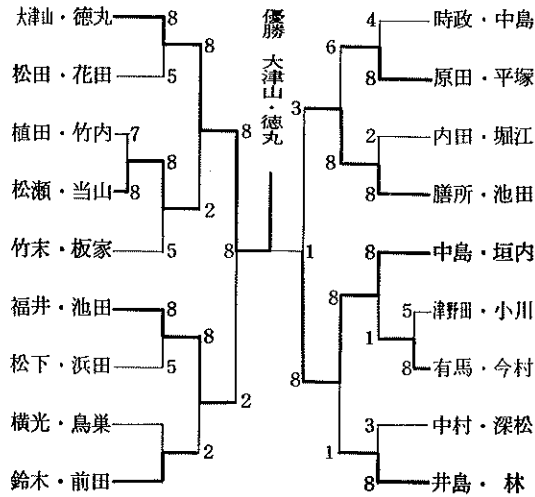 優勝 大津山・徳丸
大津山・徳丸 8
松田・花田 5
8
植田・竹内 7
松瀬・当山 8
8
竹末・板家 5
2
8
福井・池田 8
松下・浜田 5
8
横光・鳥巣
鈴木・前田
2
2
8
1
時政・中島 4
原田・平塚 8
6
内田・堀江 2
膳所・池田 8
8
3
中島・垣内 8
津野田・小川 5
有馬・今村 8
1
8
中村・深松 3
井島・林 8
1
8